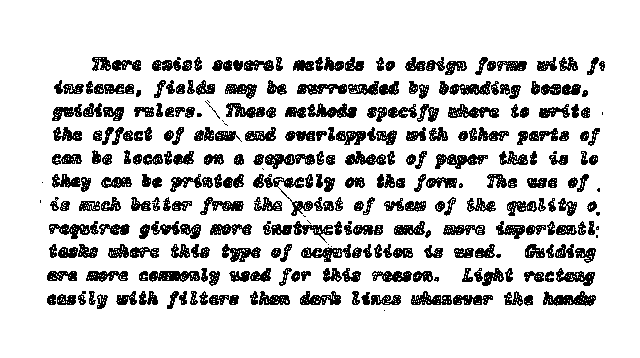 There exist several methods to design forms with fi
instance, fields may be surrounded by bounding boxes,
guiding rulers. These methods specify where to write
the effect of skew and overlapping with other parts of
can be located on a separate sheet of paper that is lo
they can be printed directly on the form. The use of
is much better from the point of view of the quality o
requires giving more instructions and, more importantl
tasks where this type of acquisition is used. Guiding
are more commonly used for this reason. Light rectang
easily with filters than dark lines whenever the handw